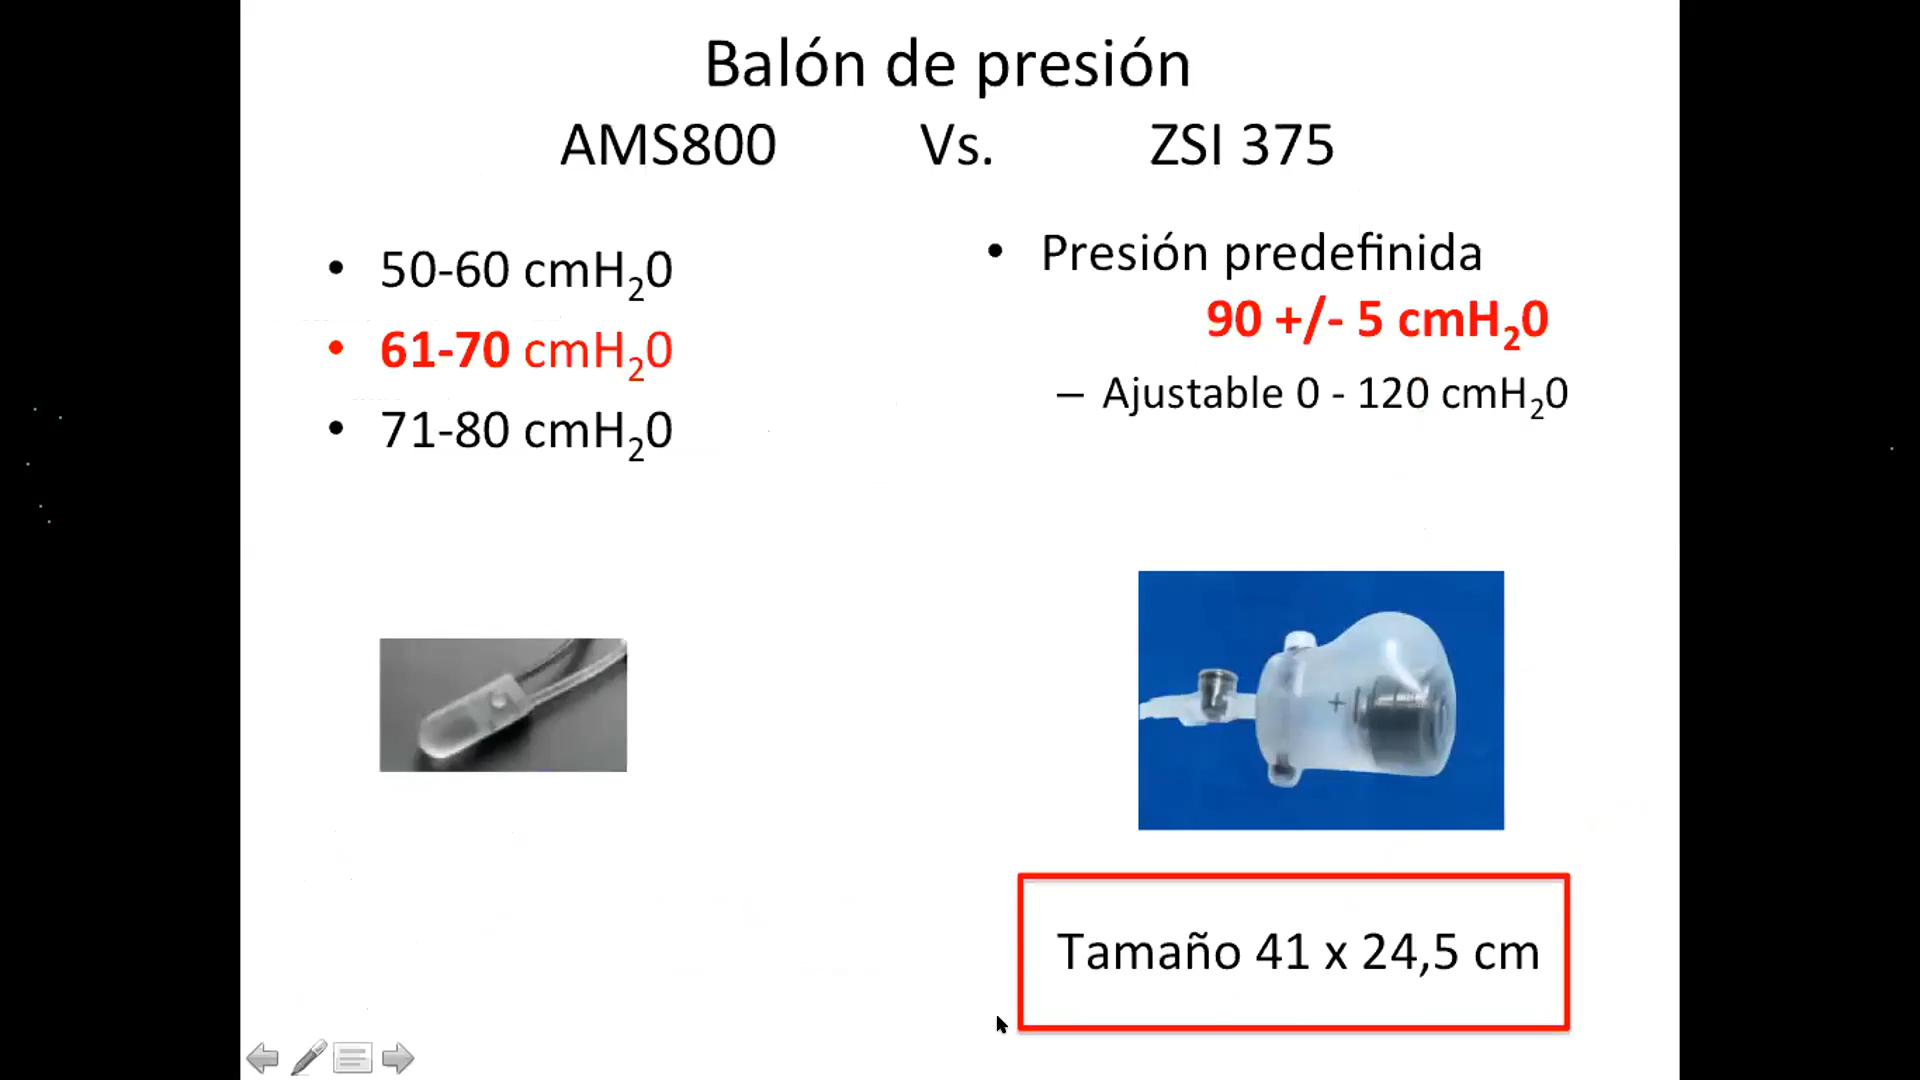 Balón de presión
AMS800 Vs. ZSI 375
• 50-60 cmH₂0
• 61-70 cmH₂0
• 71-80 cmH₂0
• Presión predefinida
90 +/- 5 cmH₂0
– Ajustable 0 - 120 cmH₂0
+
Tamaño 41 x 24,5 cm